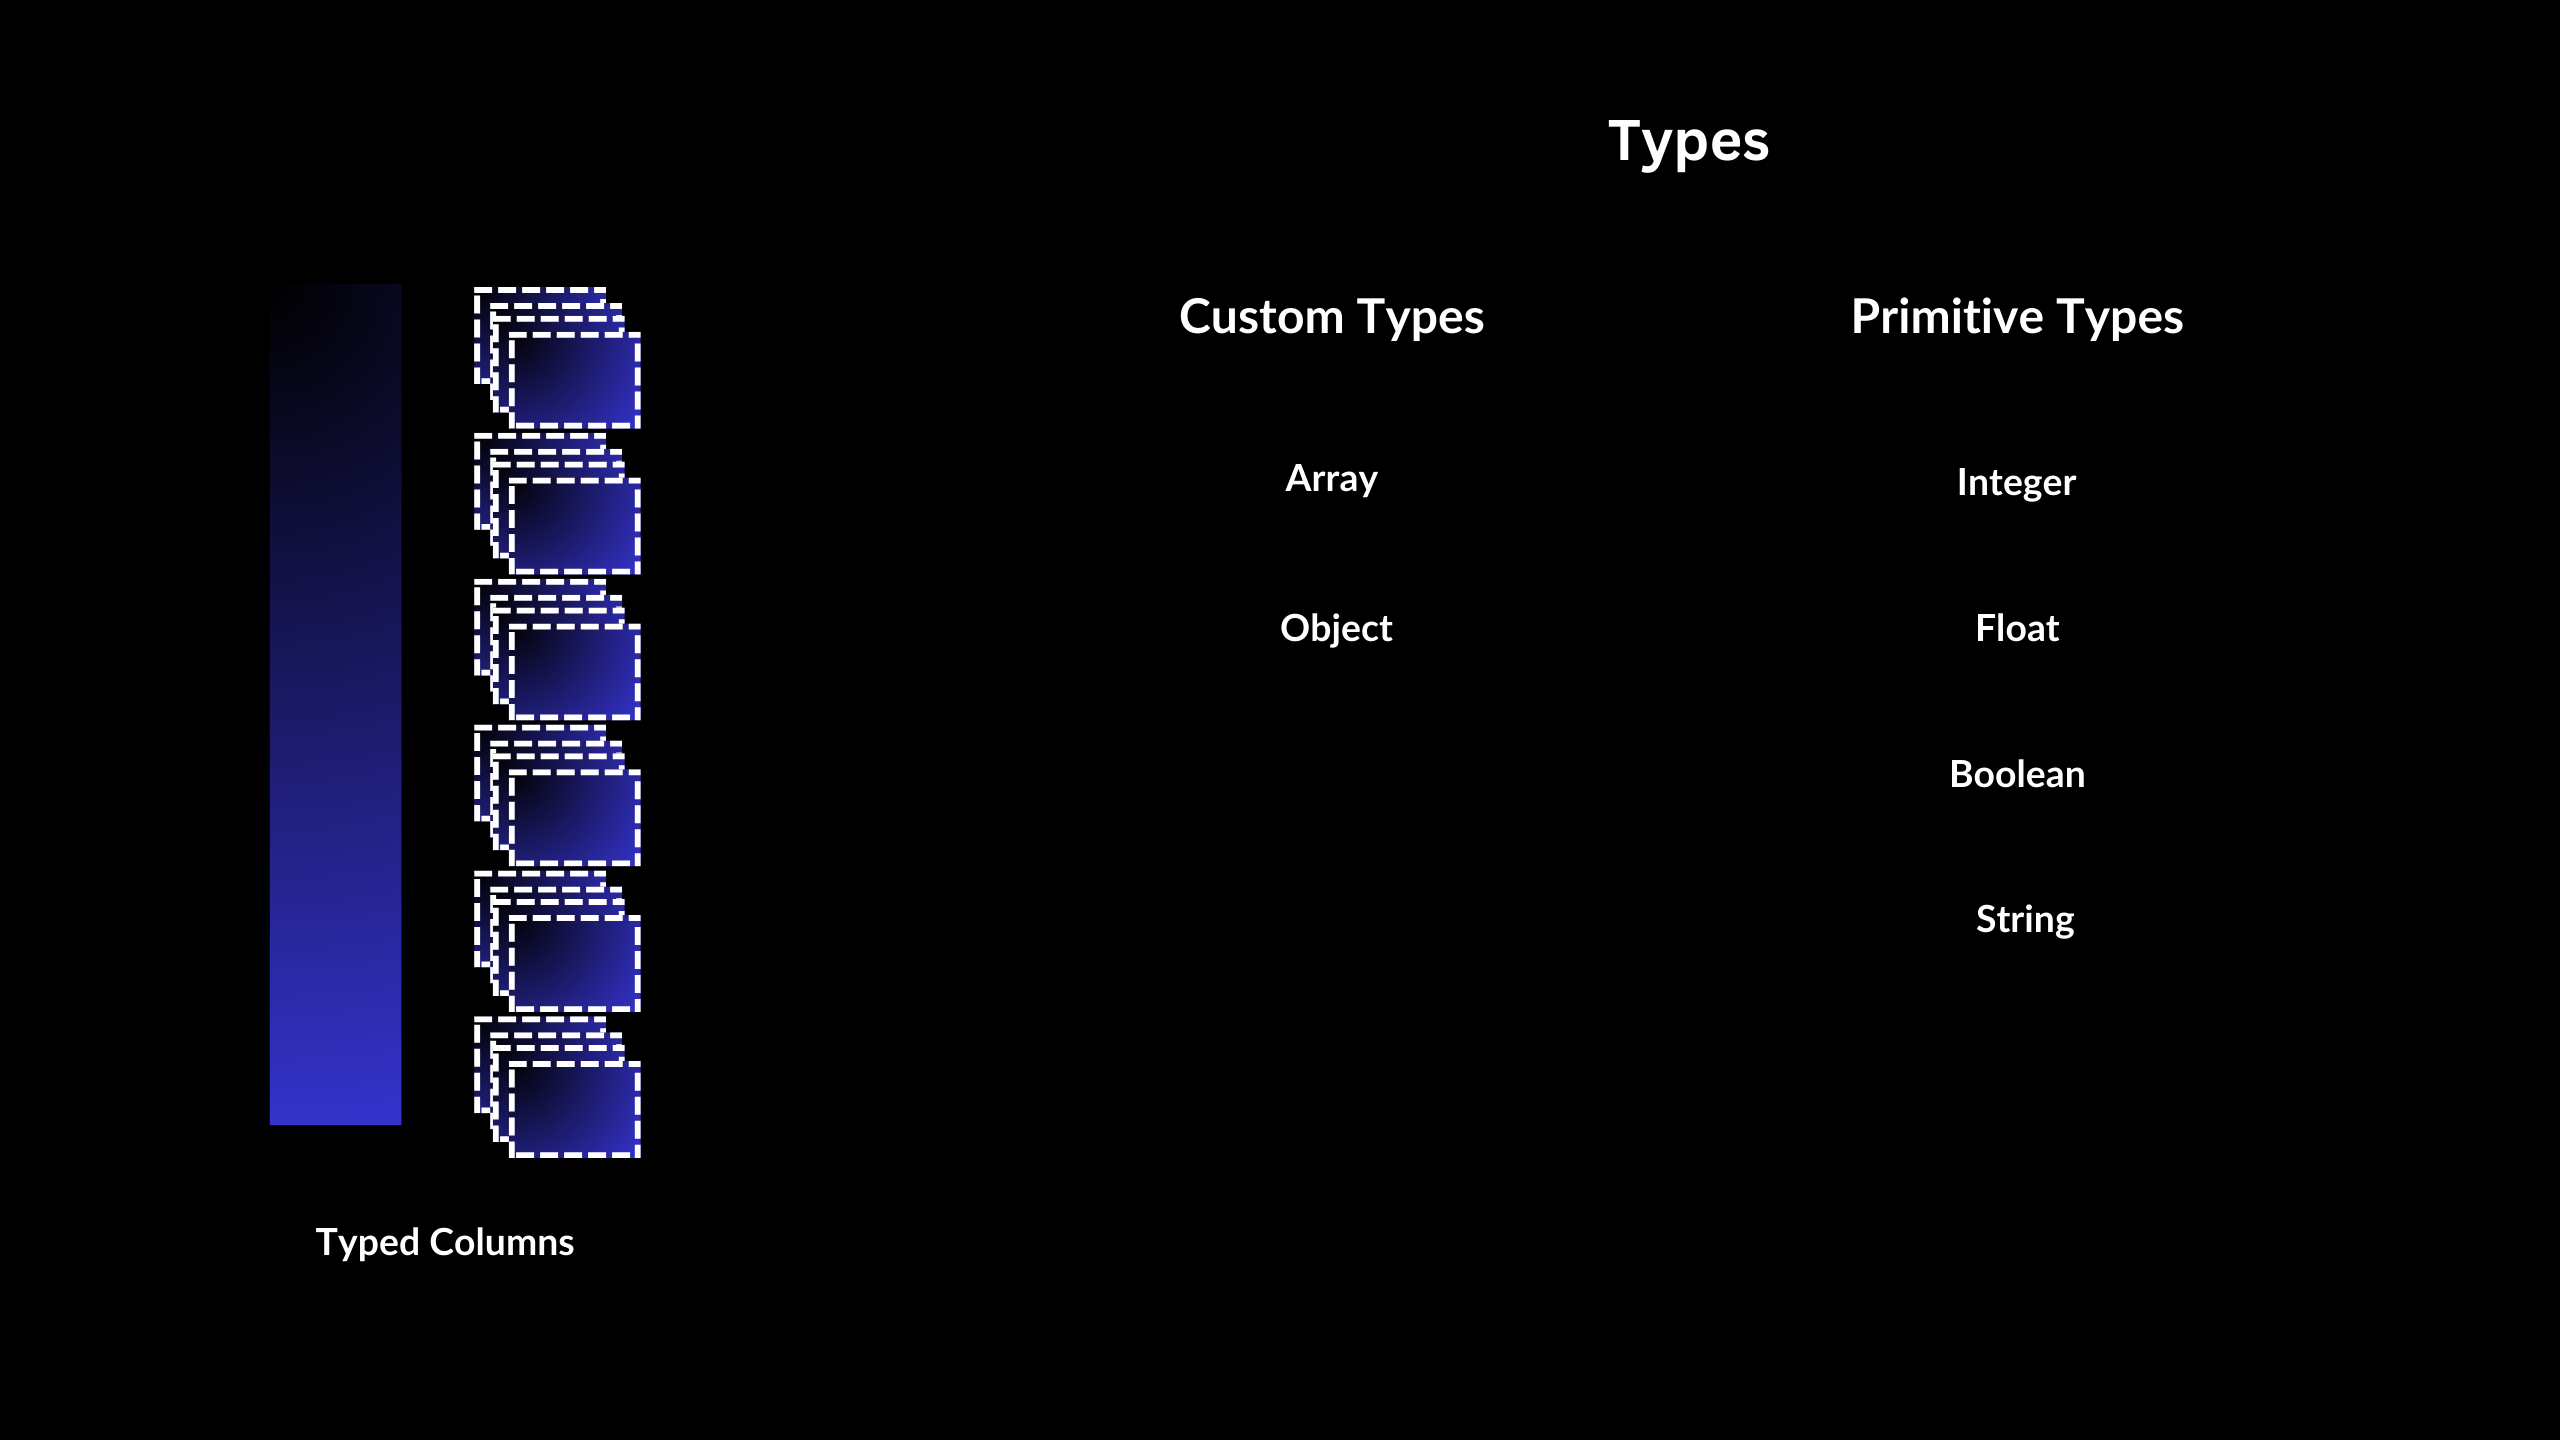 Types
Custom Types
Primitive Types
Array
Integer
Object
Float
Boolean
String
Typed Columns